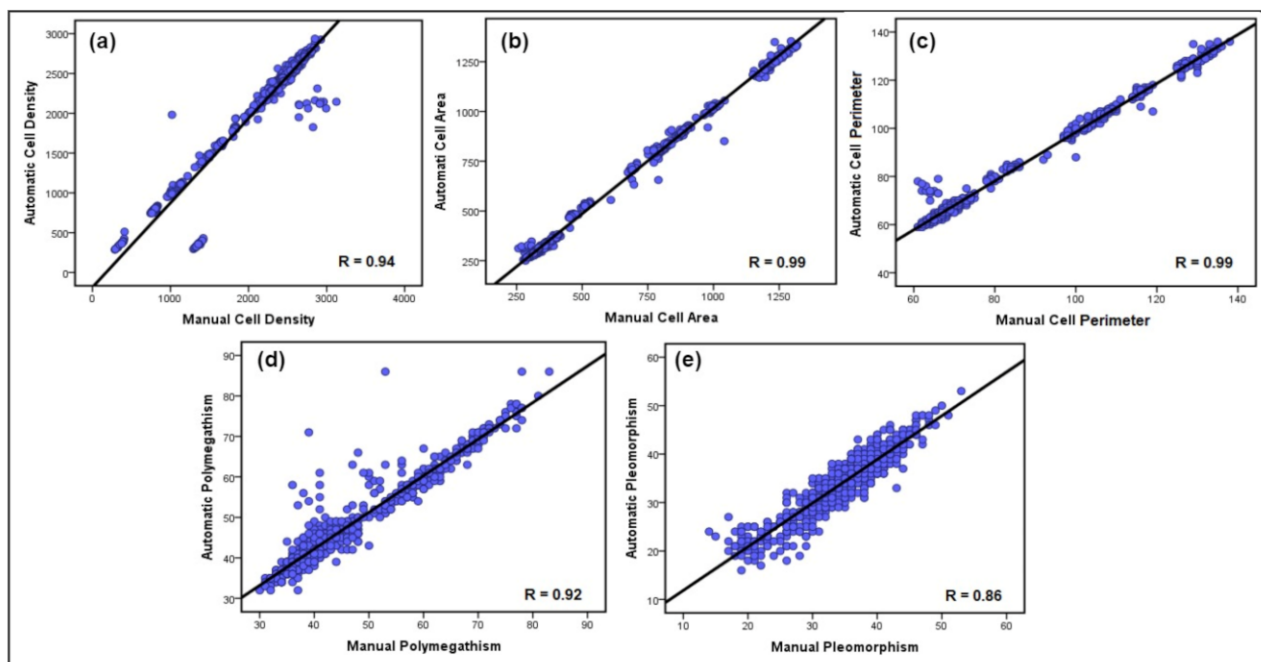 (a)
Automatic Cell Density
3000
2500
2000
1500
1000
500
0
R = 0.94
0 1000 2000 3000 4000
Manual Cell Density
(b)
Automati Cell Area
1250
1000
750
500
250
R = 0.99
250 500 750 1000 1250
Manual Cell Area
(c)
Automatic Cell Perimeter
140
120
100
80
60
40
R = 0.99
60 80 100 120 140
Manual Cell Perimeter
(d)
Automatic Polymegathism
90
80
70
60
50
40
30
R = 0.92
30 40 50 60 70 80 90
Manual Polymegathism
(e)
Automatic Pleomorphism
60
50
40
30
20
10
R = 0.86
10 20 30 40 50 60
Manual Pleomorphism